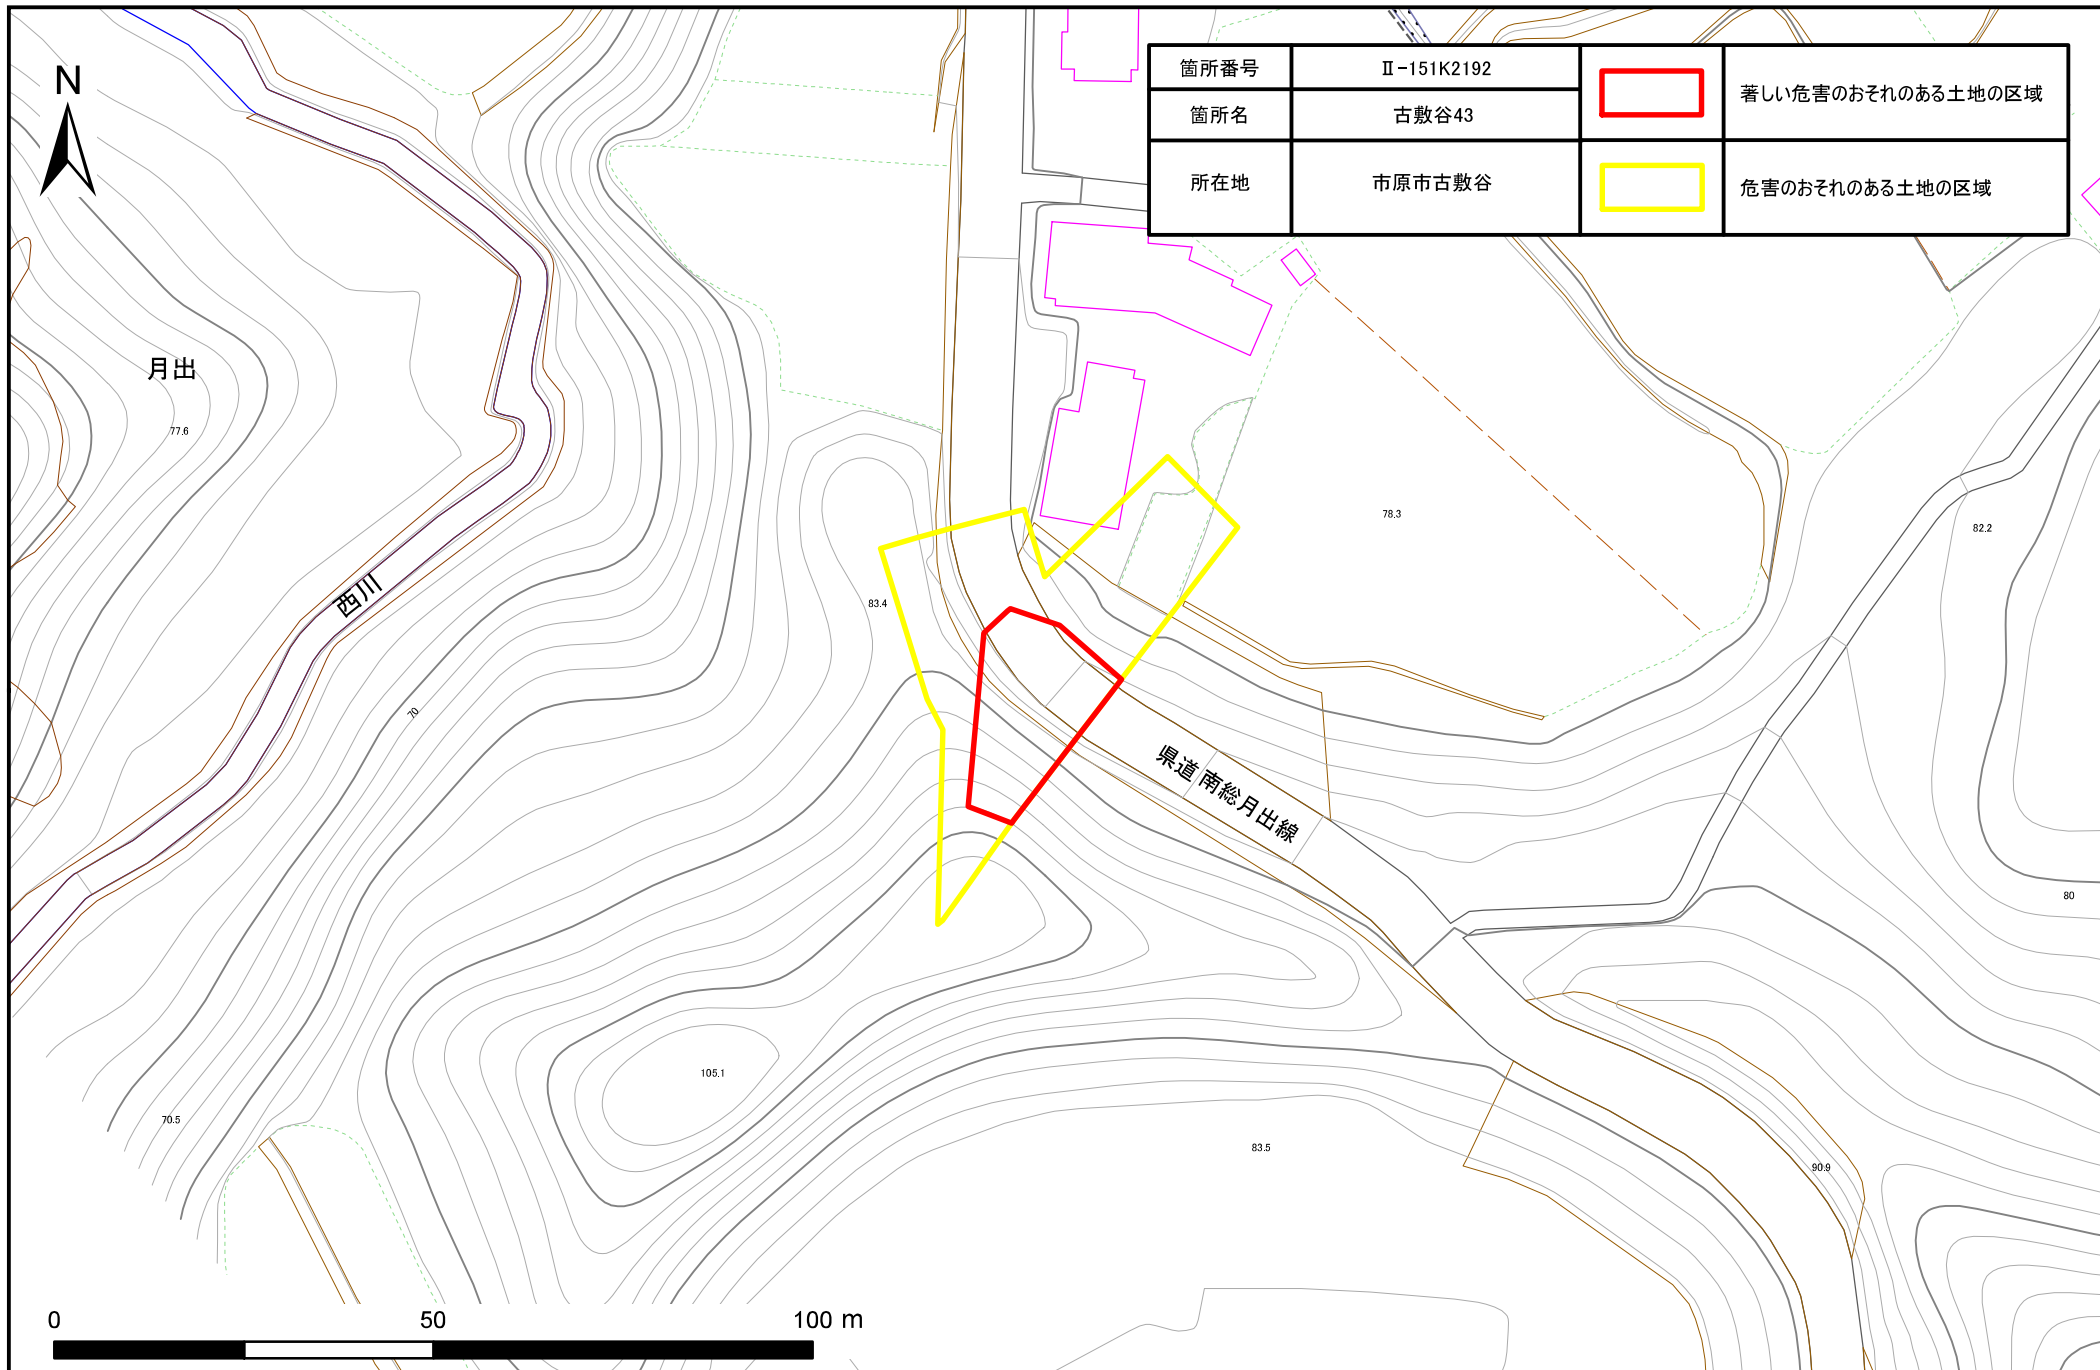 N
箇所番号 Ⅱ-151K2192 著しい危害のおそれのある土地の区域
箇所名 古敷谷43
所在地 市原市古敷谷 危害のおそれのある土地の区域
月出
77.6
78.3
82.2
西川
83.4
70
県道 南総月出線
80
105.1
70.5
83.5
90.9
0 50 100 m